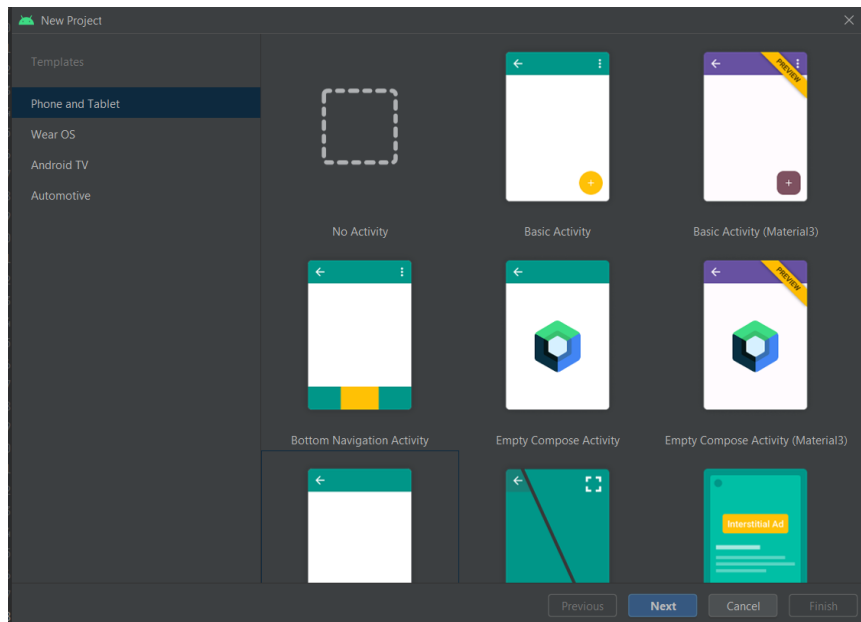 New Project
Templates
Phone and Tablet
Wear OS
Android TV
Automotive
PREVIEW
No Activity
Basic Activity
Basic Activity (Material3)
PREVIEW
Bottom Navigation Activity
Empty Compose Activity
Empty Compose Activity (Material3)
Interstitial Ad
Previous
Next
Cancel
Finish